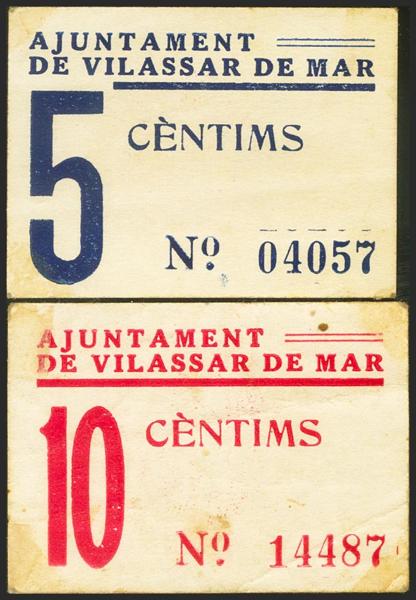 AJUNTAMENT
DE VILASSAR DE MAR
5 CÈNTIMS
Nº 04057
AJUNTAMENT
DE VILASSAR DE MAR
10 CÈNTIMS
Nº 14487